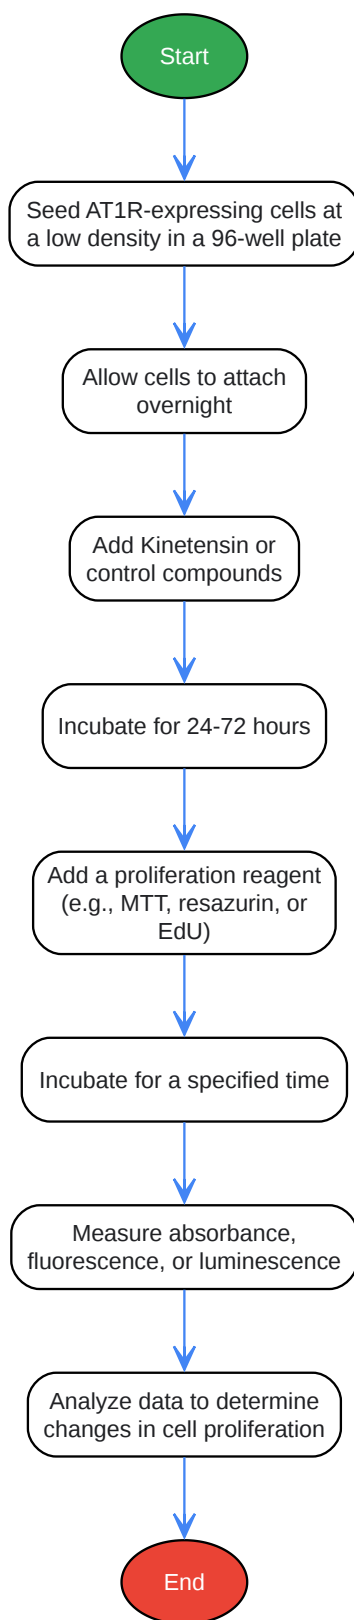 Start
Seed AT1R-expressing cells at
a low density in a 96-well plate
Allow cells to attach
overnight
Add Kinetensin or
control compounds
Incubate for 24-72 hours
Add a proliferation reagent
(e.g., MTT, resazurin, or
EdU)
Incubate for a specified time
Measure absorbance,
fluorescence, or luminescence
Analyze data to determine
changes in cell proliferation
End